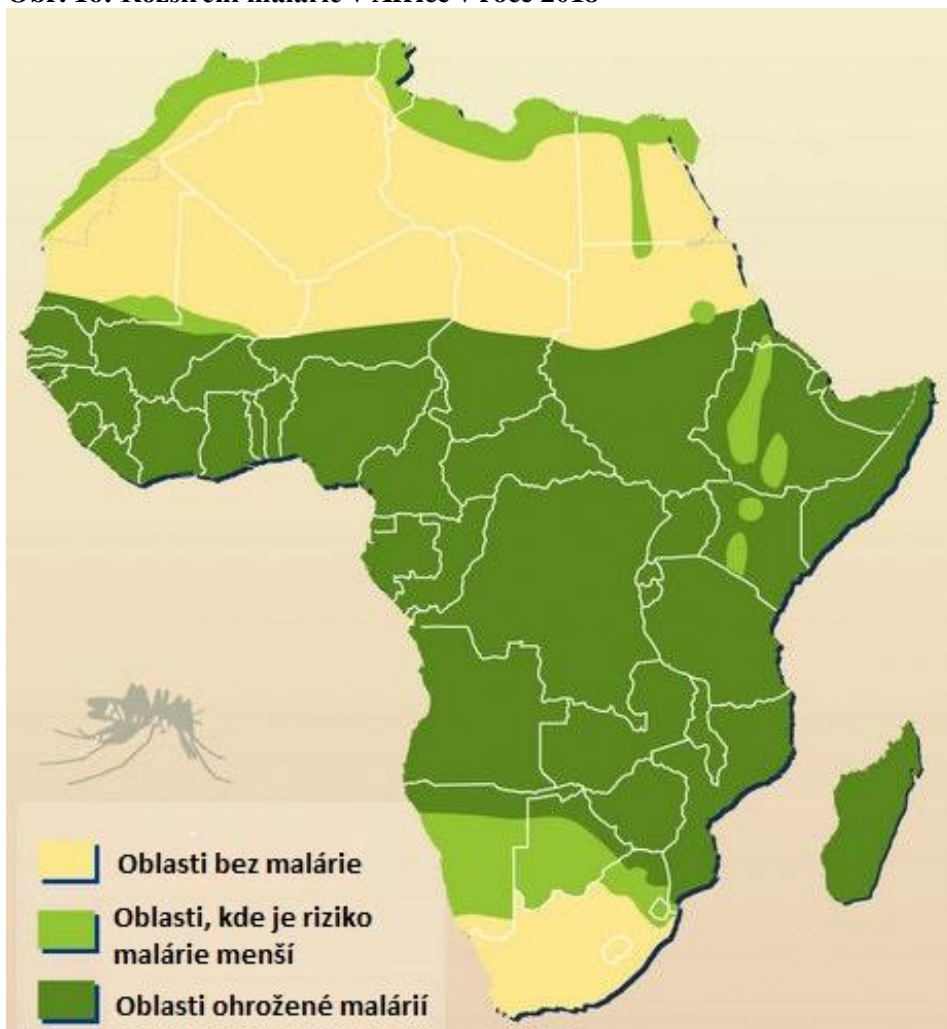 Oblasti bez malárie
Oblasti, kde je riziko
malárie menší
Oblasti ohrožené malárií